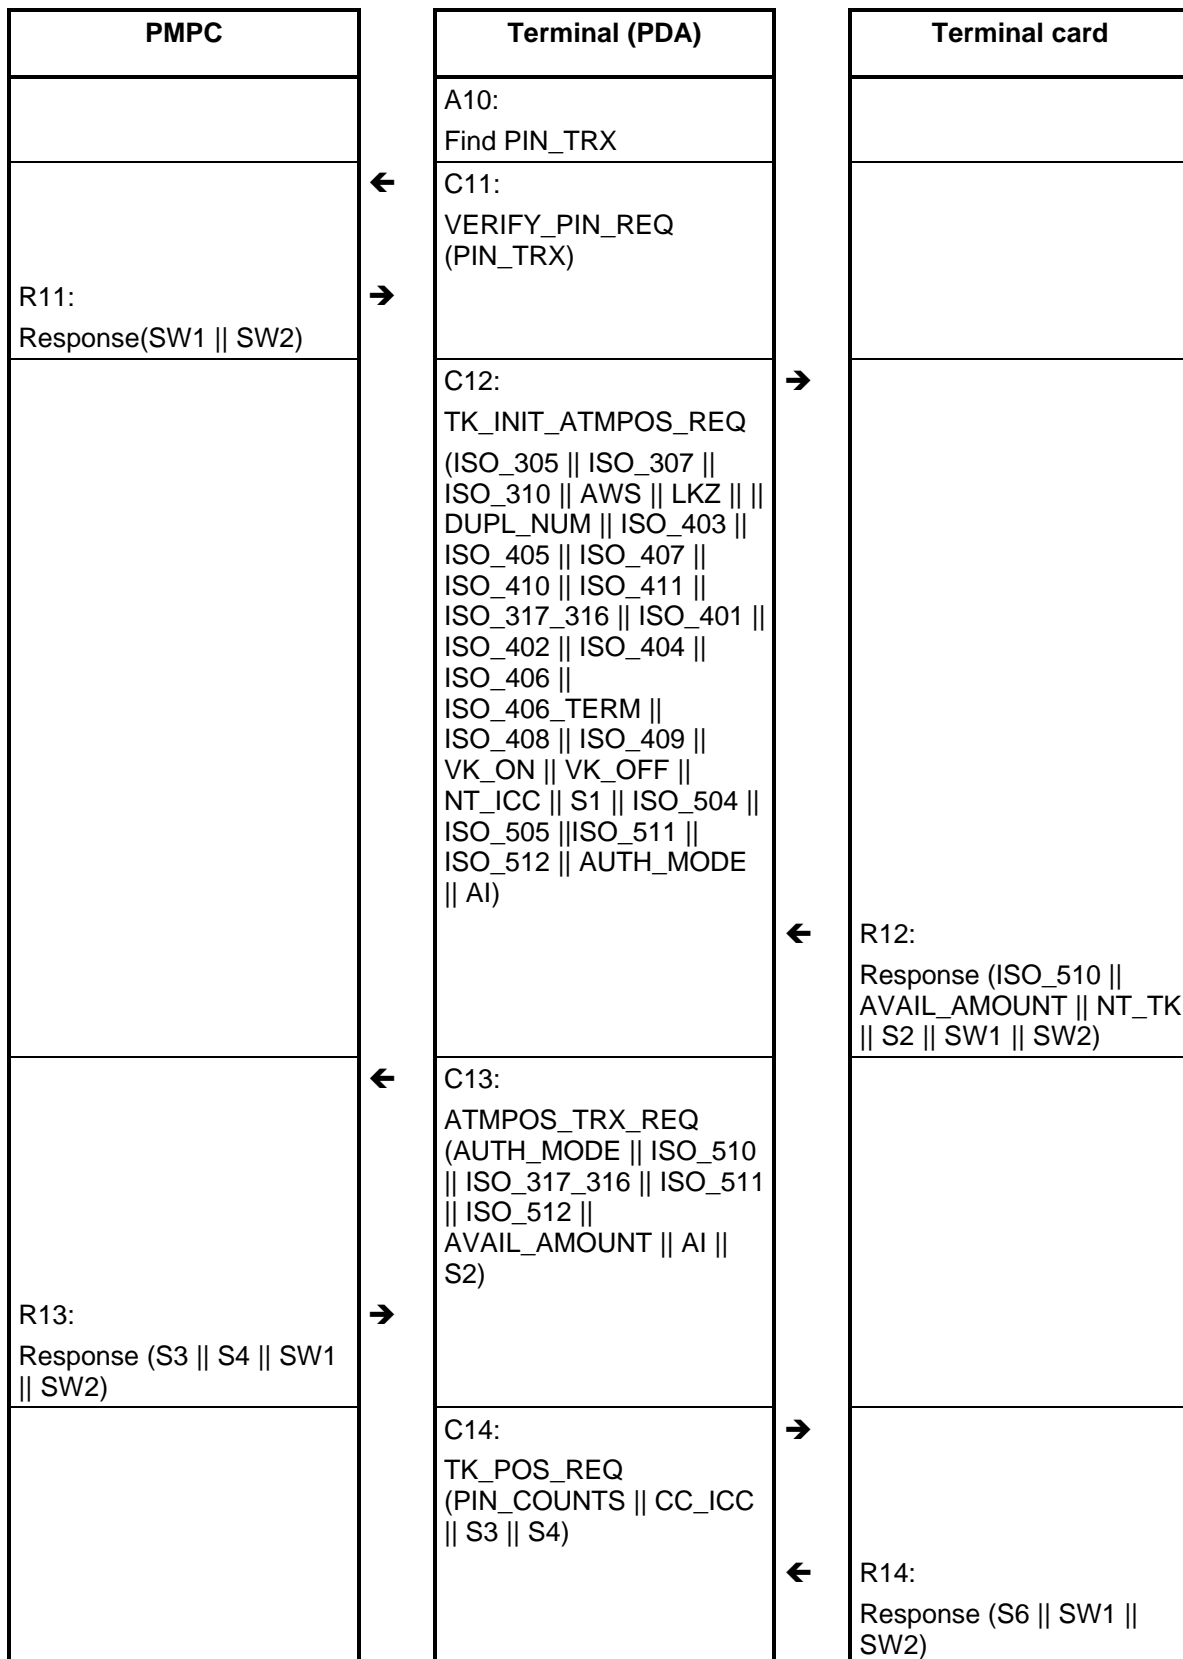 PMPC
Terminal (PDA)
Terminal card
A10:
Find PIN_TRX
🡨
C11:
VERIFY_PIN_REQ
(PIN_TRX)
R11:
🡪
Response(SW1 || SW2)
C12:
🡪
TK_INIT_ATMPOS_REQ
(ISO_305 || ISO_307 ||
ISO_310 || AWS || LKZ || ||
DUPL_NUM || ISO_403 ||
ISO_405 || ISO_407 ||
ISO_410 || ISO_411 ||
ISO_317_316 || ISO_401 ||
ISO_402 || ISO_404 ||
ISO_406 ||
ISO_406_TERM ||
ISO_408 || ISO_409 ||
VK_ON || VK_OFF ||
NT_ICC || S1 || ISO_504 ||
ISO_505 ||ISO_511 ||
ISO_512 || AUTH_MODE
|| AI)
🡨
R12:
Response (ISO_510 ||
AVAIL_AMOUNT || NT_TK
|| S2 || SW1 || SW2)
🡨
C13:
ATMPOS_TRX_REQ
(AUTH_MODE || ISO_510
|| ISO_317_316 || ISO_511
|| ISO_512 ||
AVAIL_AMOUNT || AI ||
S2)
R13:
🡪
Response (S3 || S4 || SW1
|| SW2)
C14:
🡪
TK_POS_REQ
(PIN_COUNTS || CC_ICC
|| S3 || S4)
🡨
R14:
Response (S6 || SW1 ||
SW2)